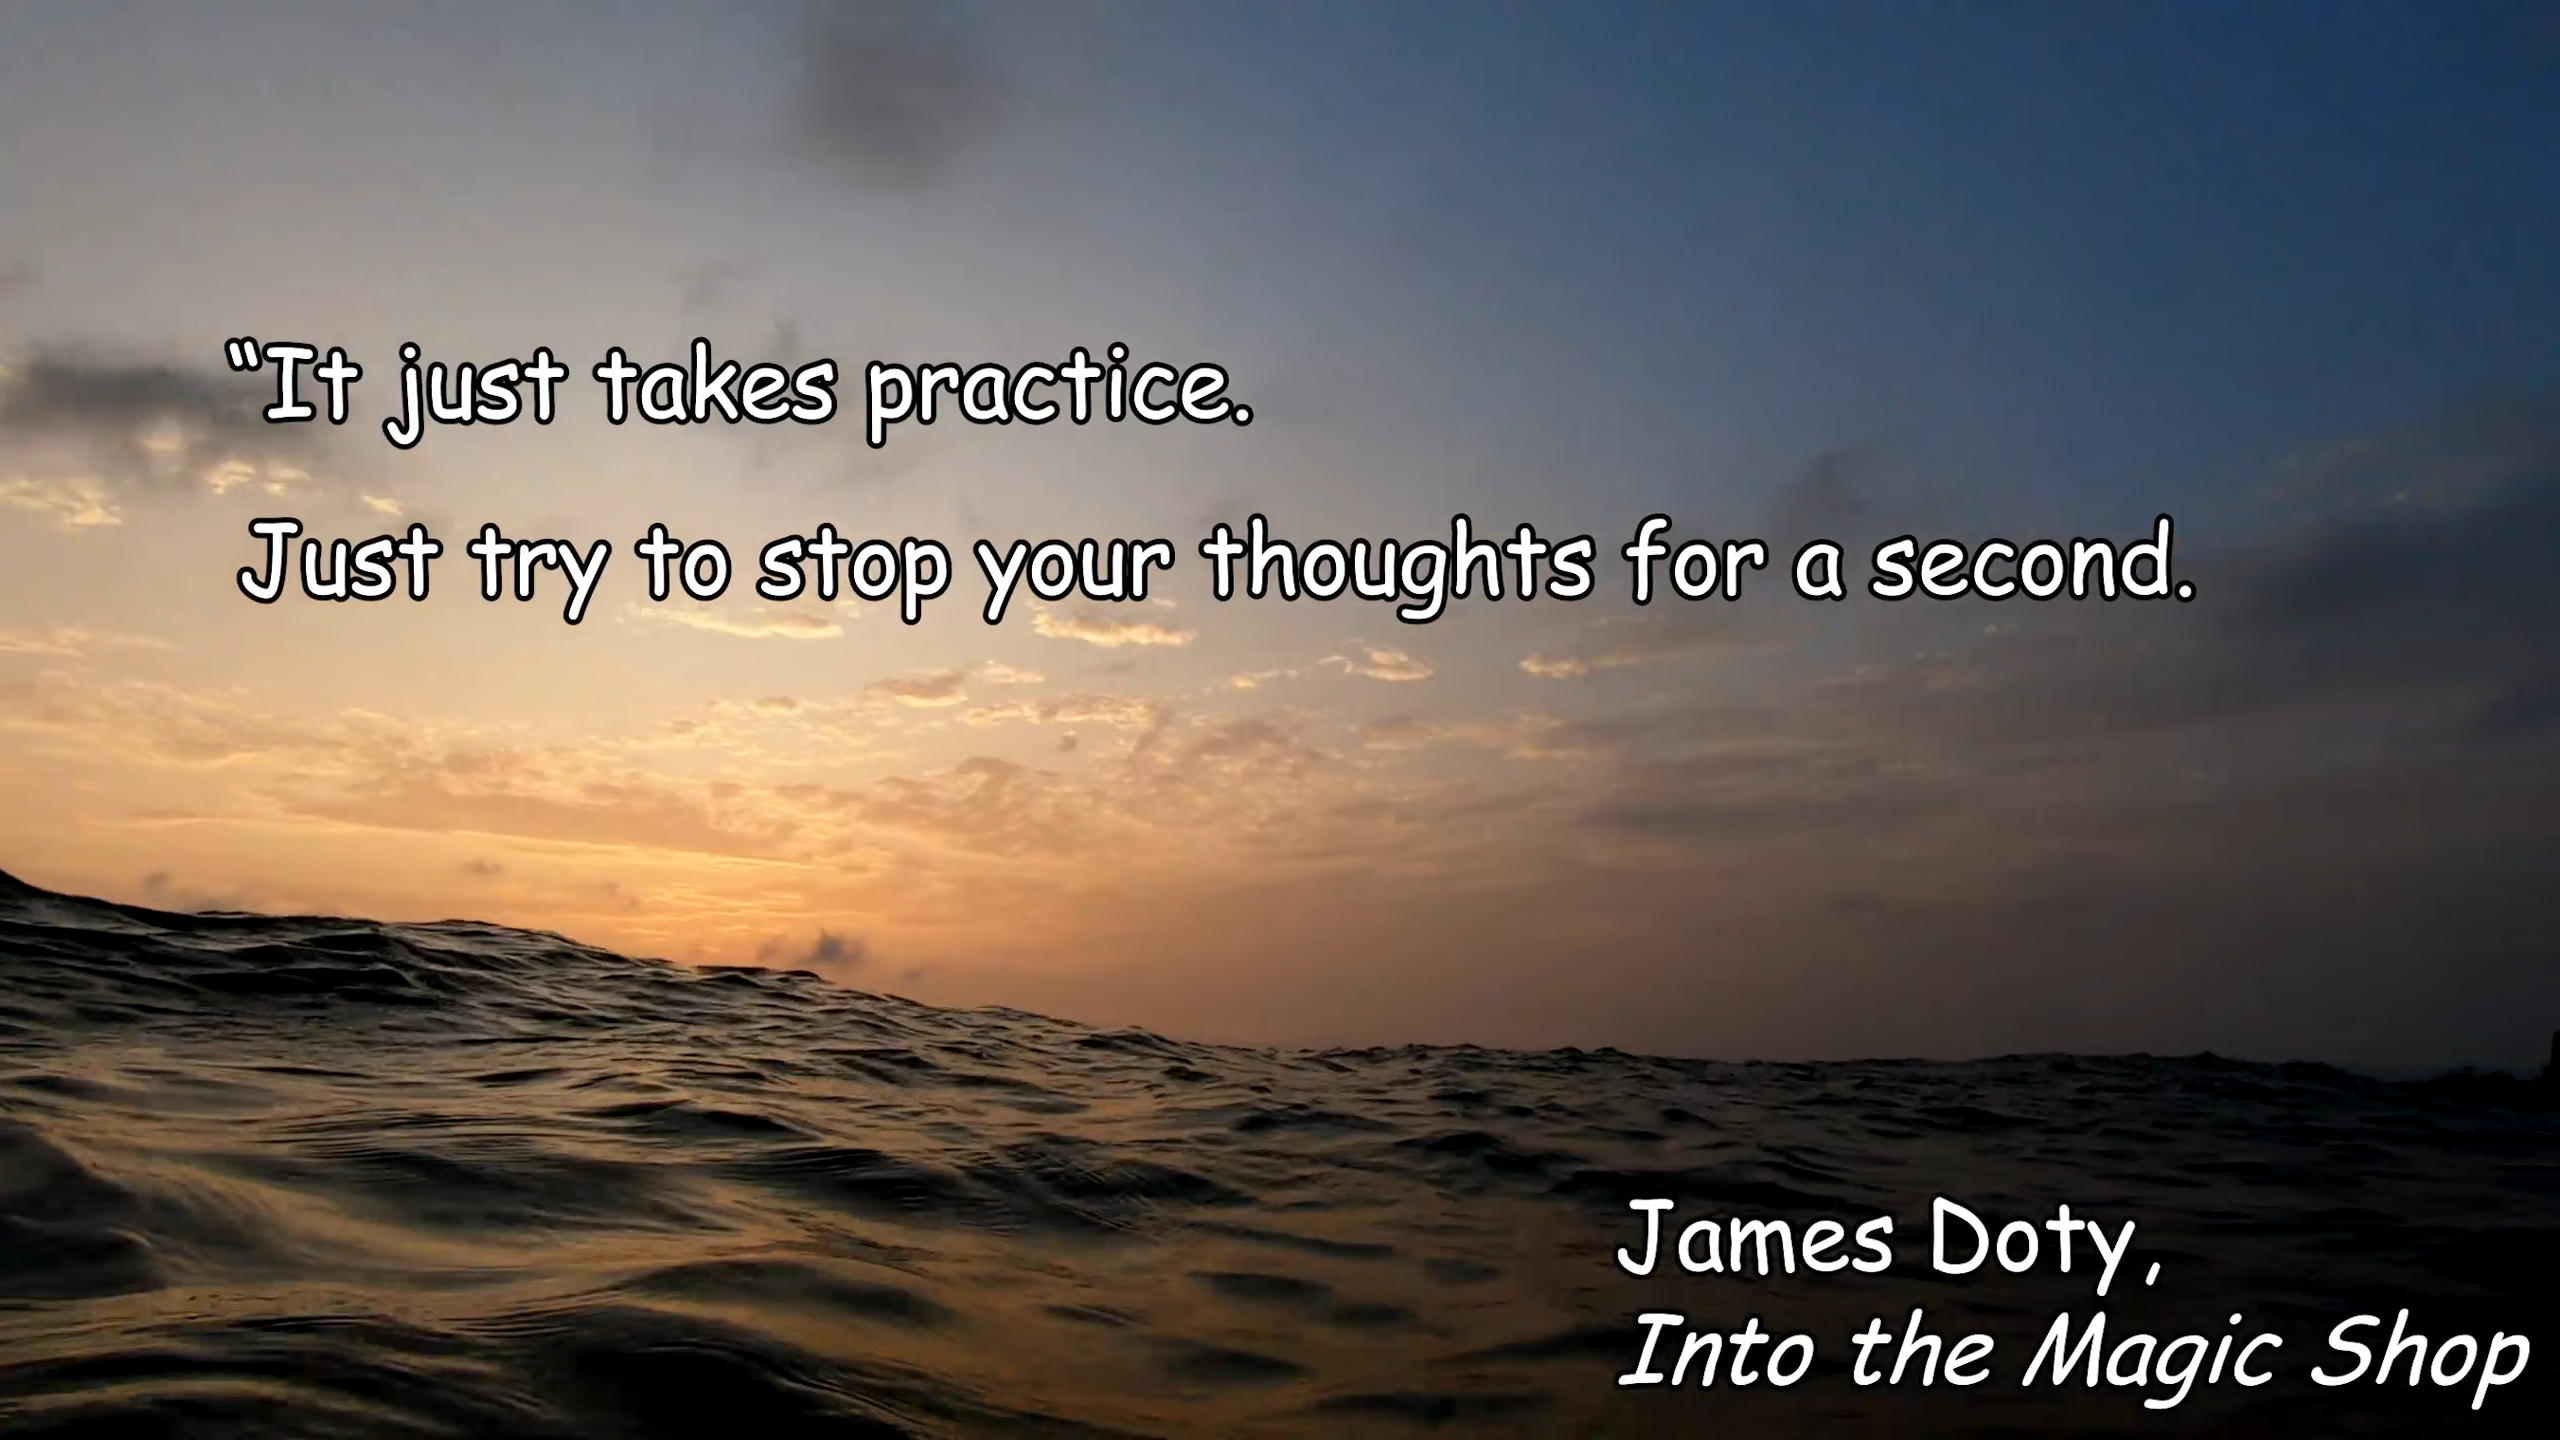 “It just takes practice.
Just try to stop your thoughts for a second.
James Doty,
Into the Magic Shop